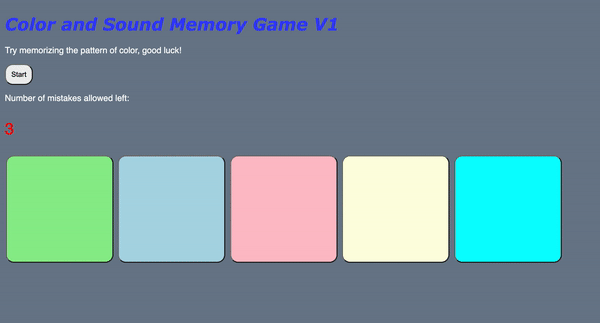 Color and Sound Memory Game V1
Try memorizing the pattern of color, good luck!
Start
Number of mistakes allowed left:
3